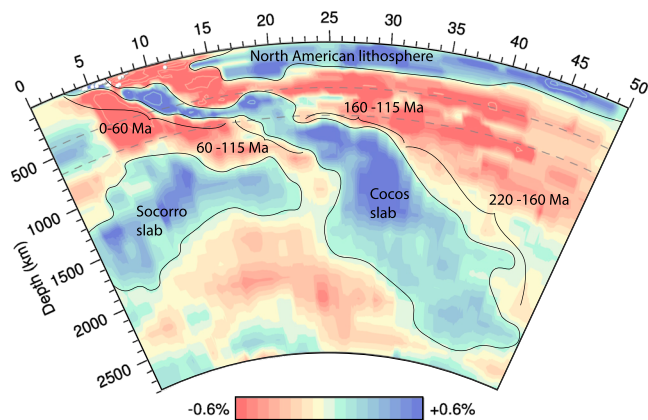 0
5
10
15
20
25
30
35
40
45
50
North American lithosphere
160 -115 Ma
0-60 Ma
60 -115 Ma
220 -160 Ma
Socorro
slab
Cocos
slab
500
1000
1500
2000
2500
Depth (km)
-0.6%
+0.6%